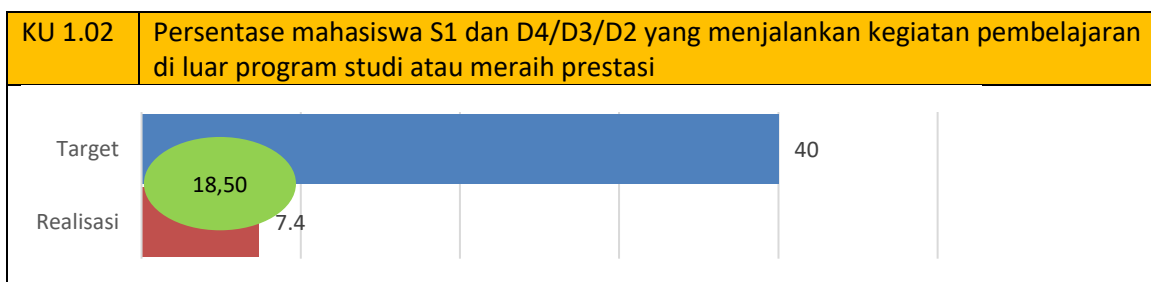 KU 1.02
Persentase mahasiswa S1 dan D4/D3/D2 yang menjalankan kegiatan pembelajaran
di luar program studi atau meraih prestasi
Target
40
18,50
Realisasi
7.4